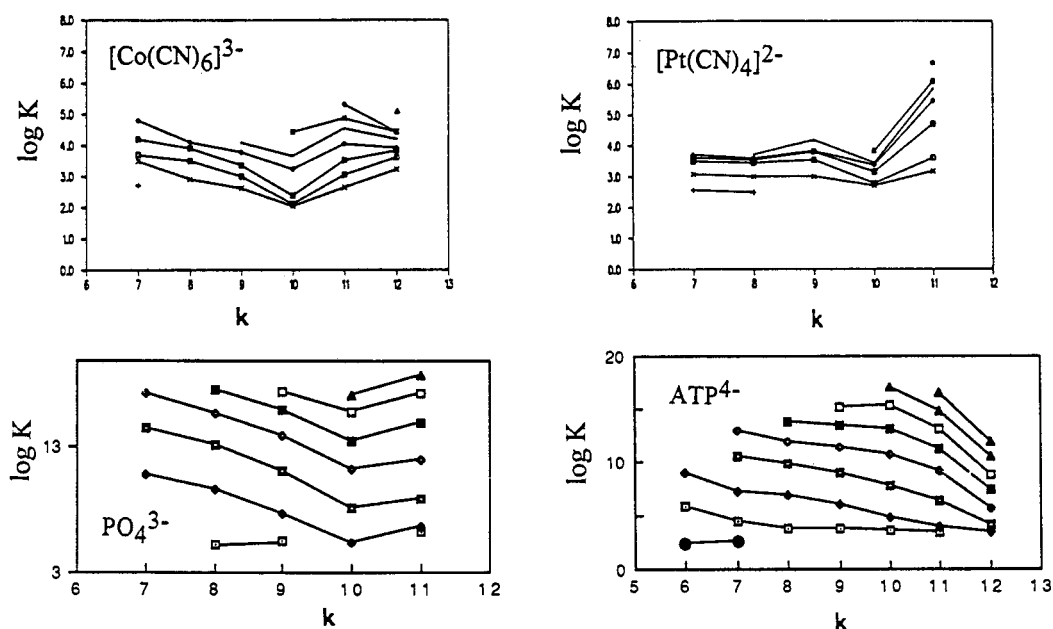 [Co(CN)6]3-
log K
8.0
7.0
6.0
5.0
4.0
3.0
2.0
1.0
0.0
6 7 8 9 10 11 12 13
k
[Pt(CN)4]2-
log K
8.0
7.0
6.0
5.0
4.0
3.0
2.0
1.0
0.0
6 7 8 9 10 11 12
k
PO43-
log K
13
3
6 7 8 9 10 11 12
k
ATP4-
log K
20
10
0
5 6 7 8 9 10 11 12 13
k